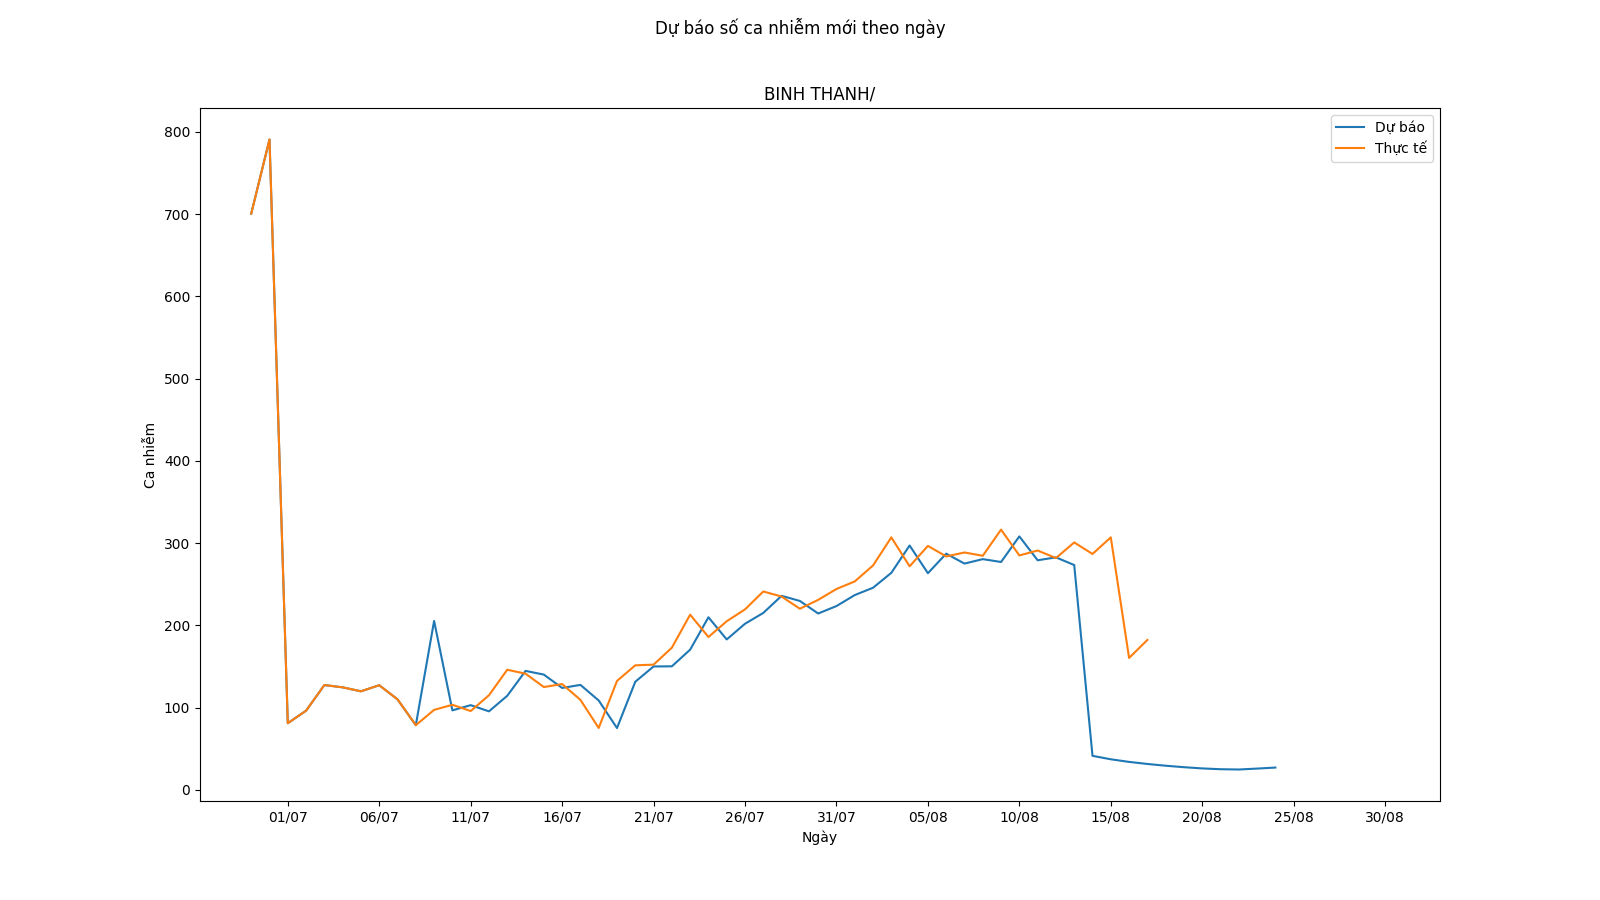 Dự báo số ca nhiễm mới theo ngày
BINH THANH/
Dự báo
Thực tế
800
700
600
500
400
300
200
100
0
Ca nhiễm
01/07 06/07 11/07 16/07 21/07 26/07 31/07 05/08 10/08 15/08 20/08 25/08 30/08
Ngày